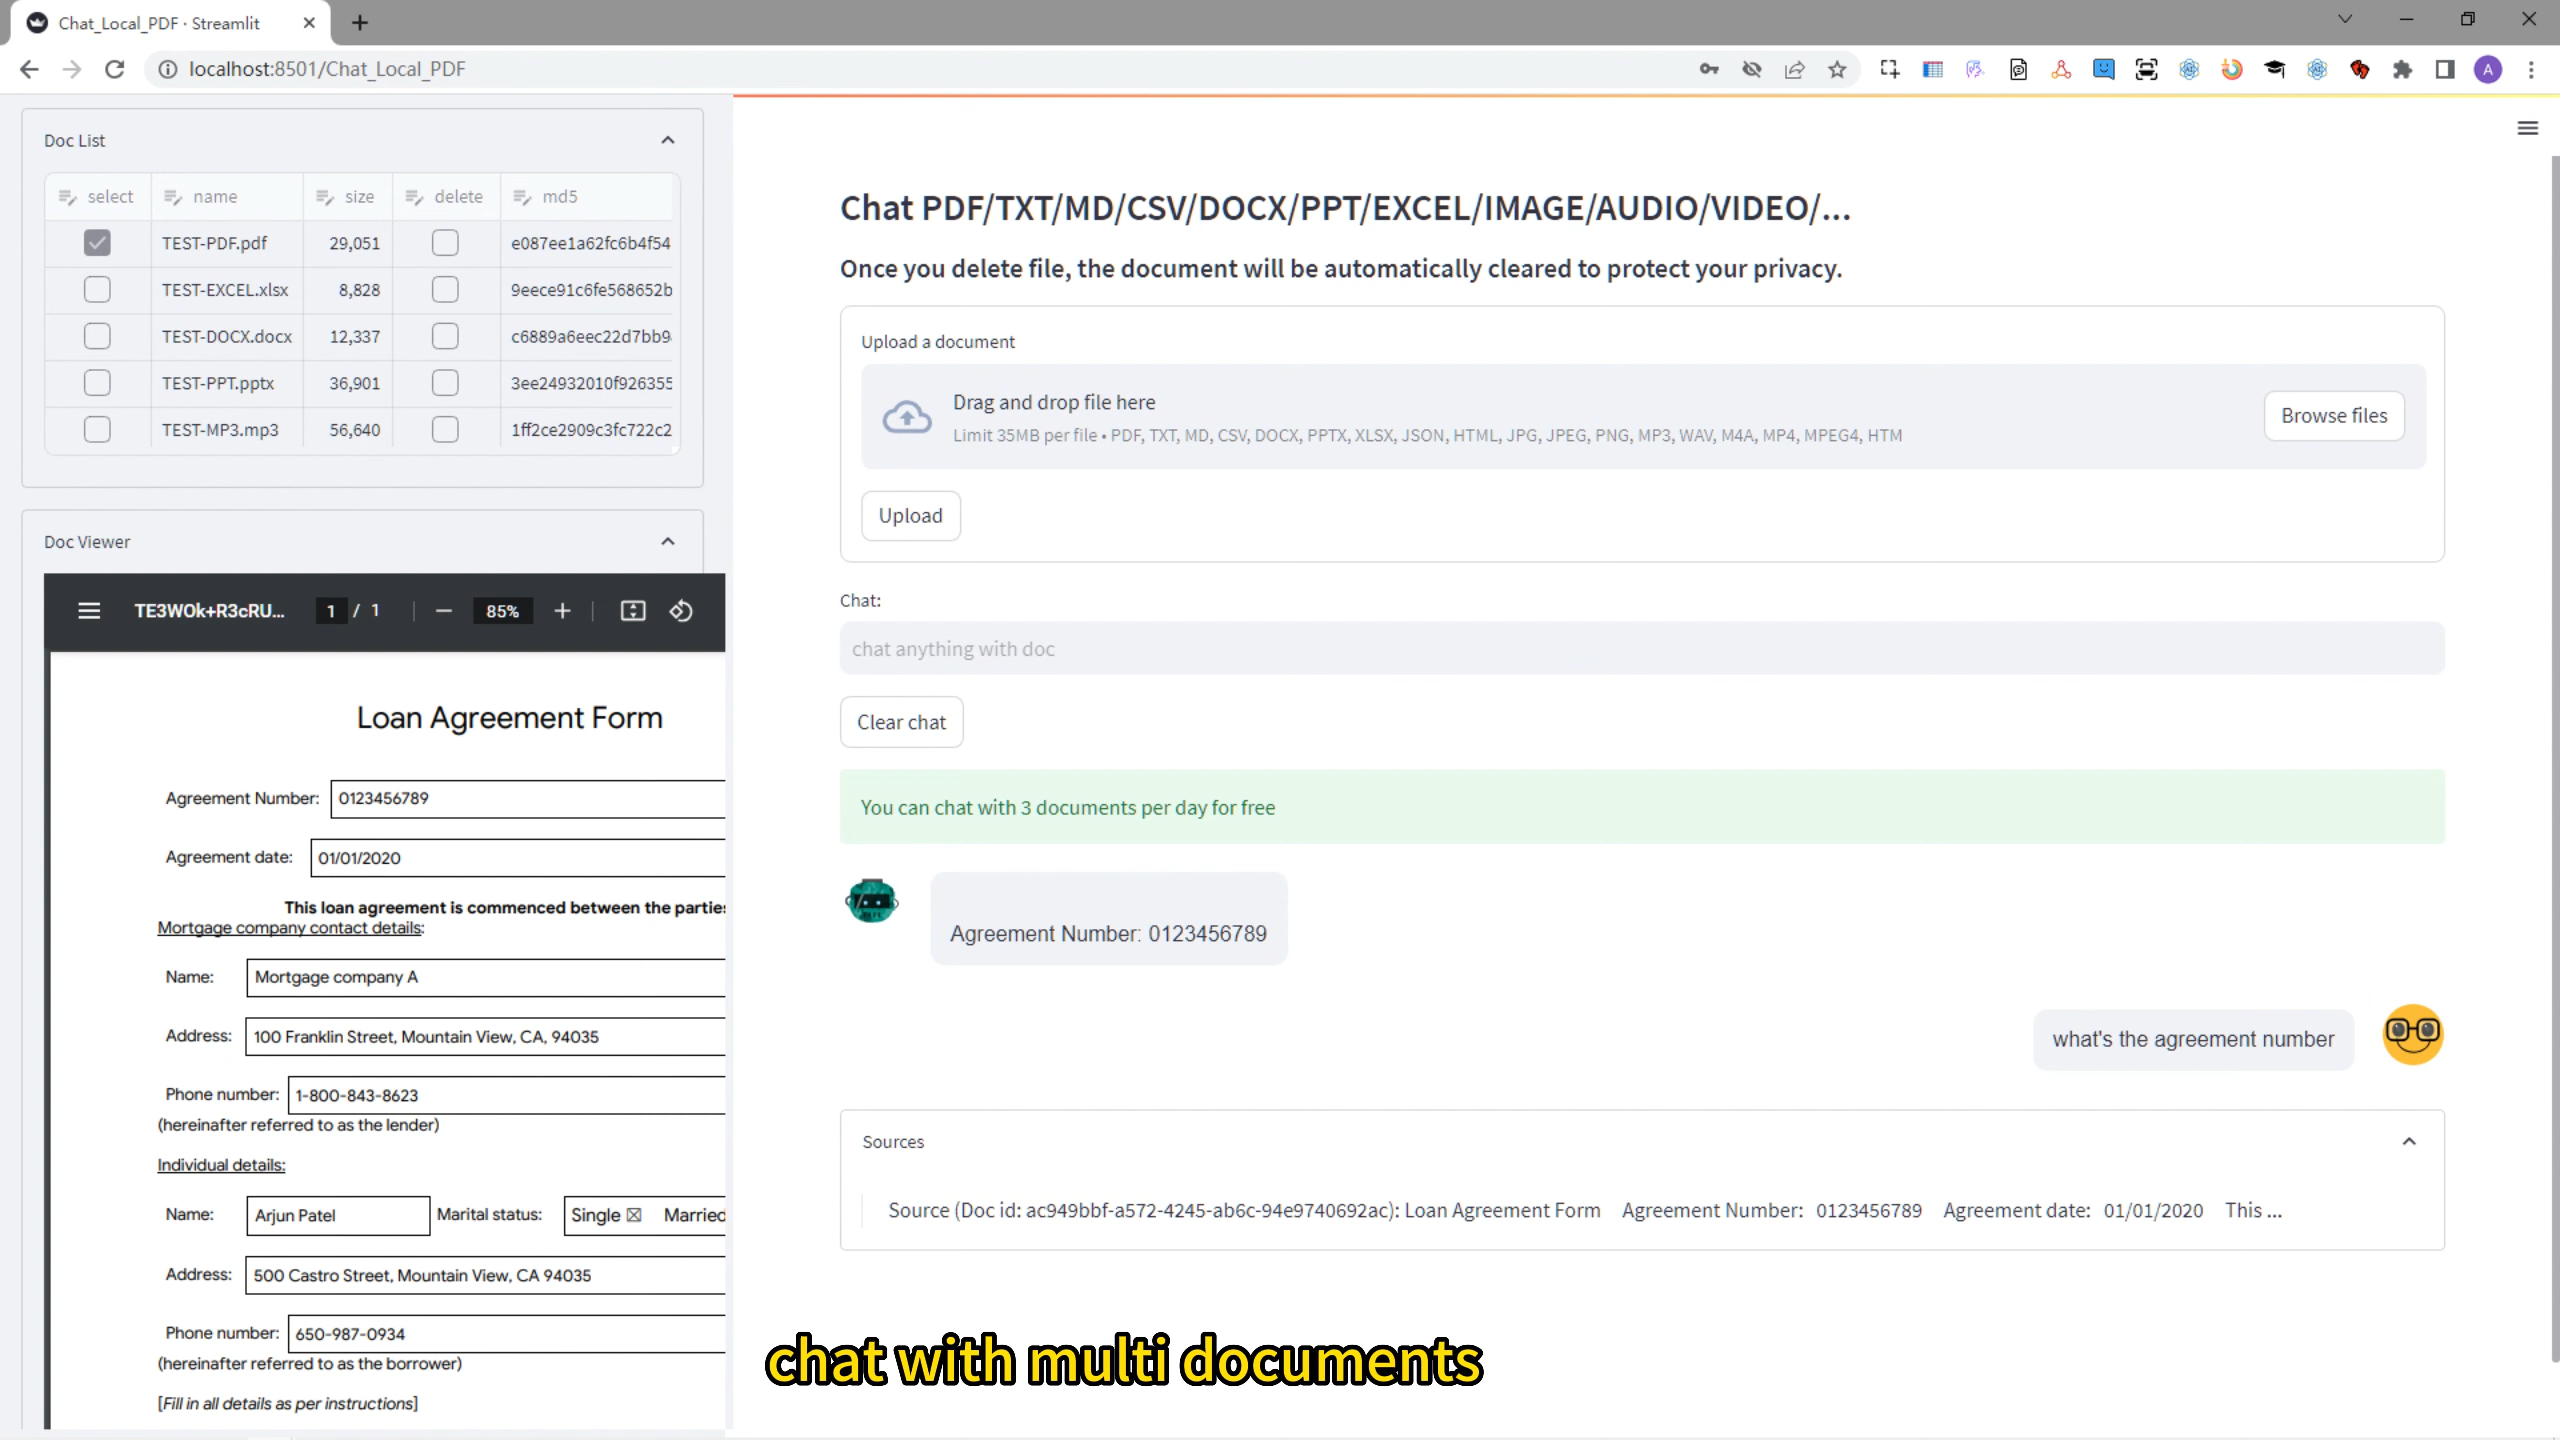 Chat_Local_PDF · Streamlit
localhost:8501/Chat_Local_PDF
A
Doc List
select name size delete md5
TEST-PDF.pdf 29,051 e087ee1a62fc6b4f54
TEST-EXCEL.xlsx 8,828 9eece91c6fe568652b
TEST-DOCX.docx 12,337 c6889a6eec22d7bb9
TEST-PPT.pptx 36,901 3ee24932010f926355
TEST-MP3.mp3 56,640 1ff2ce2909c3fc722c2
Doc Viewer
TE3WOk+R3cRU... 1 / 1 85%
Loan Agreement Form
Agreement Number: 0123456789
Agreement date: 01/01/2020
This loan agreement is commenced between the parties
Mortgage company contact details:
Name: Mortgage company A
Address: 100 Franklin Street, Mountain View, CA, 94035
Phone number: 1-800-843-8623
(hereinafter referred to as the lender)
Individual details:
Name: Arjun Patel Marital status: Single ☒ Married
Address: 500 Castro Street, Mountain View, CA 94035
Phone number: 650-987-0934
(hereinafter referred to as the borrower)
[Fill in all details as per instructions]
Chat PDF/TXT/MD/CSV/DOCX/PPT/EXCEL/IMAGE/AUDIO/VIDEO/...
Once you delete file, the document will be automatically cleared to protect your privacy.
Upload a document
Drag and drop file here
Limit 35MB per file • PDF, TXT, MD, CSV, DOCX, PPTX, XLSX, JSON, HTML, JPG, JPEG, PNG, MP3, WAV, M4A, MP4, MPEG4, HTM
Browse files
Upload
Chat:
chat anything with doc
Clear chat
You can chat with 3 documents per day for free
Agreement Number: 0123456789
what's the agreement number
Sources
Source (Doc id: ac949bbf-a572-4245-ab6c-94e9740692ac): Loan Agreement Form Agreement Number: 0123456789 Agreement date: 01/01/2020 This ...
chat with multi documents